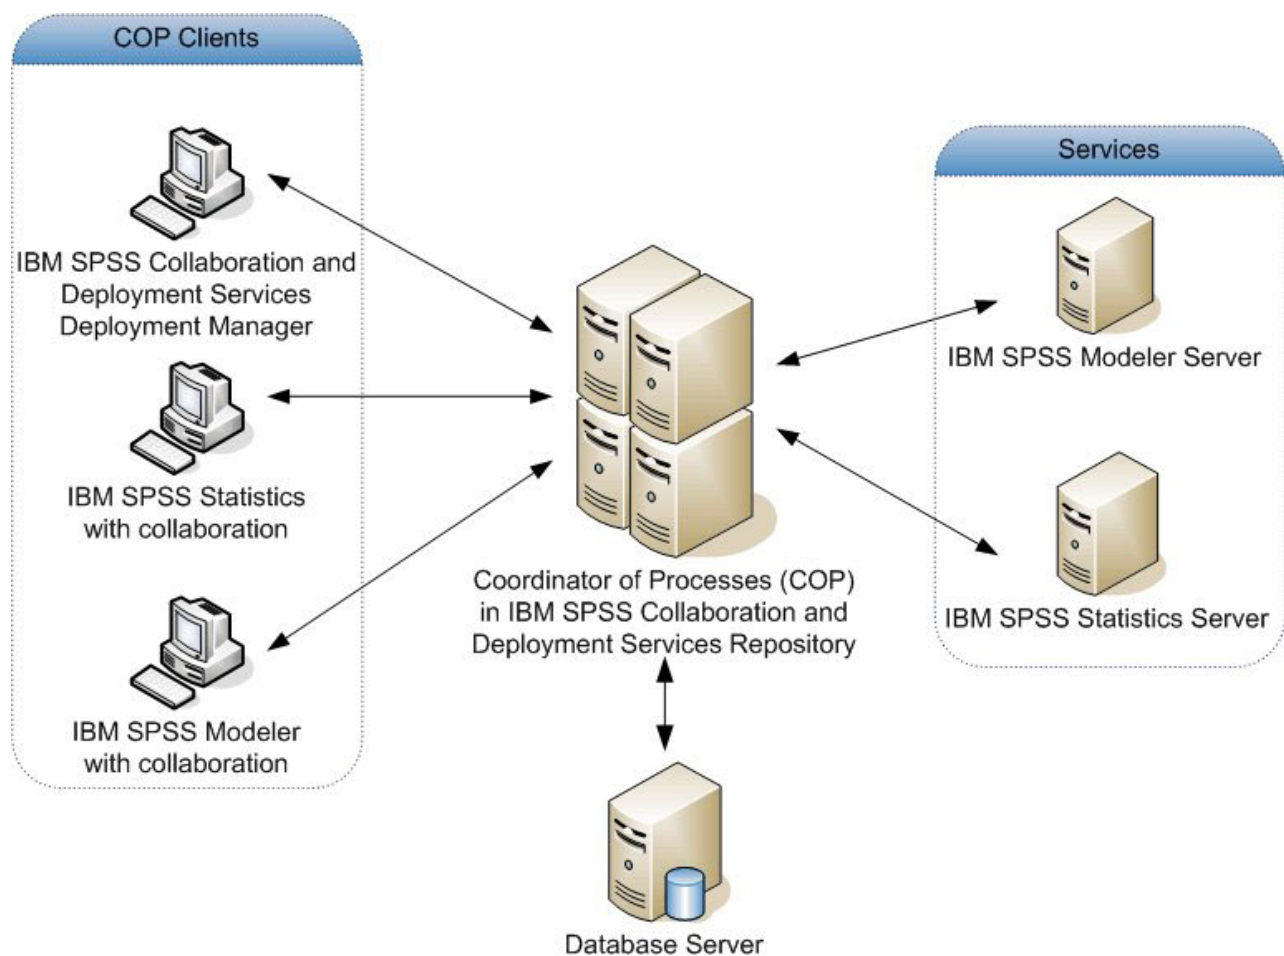 COP Clients
IBM SPSS Collaboration and
Deployment Services
Deployment Manager
IBM SPSS Statistics
with collaboration
IBM SPSS Modeler
with collaboration
Coordinator of Processes (COP)
in IBM SPSS Collaboration and
Deployment Services Repository
Database Server
Services
IBM SPSS Modeler Server
IBM SPSS Statistics Server